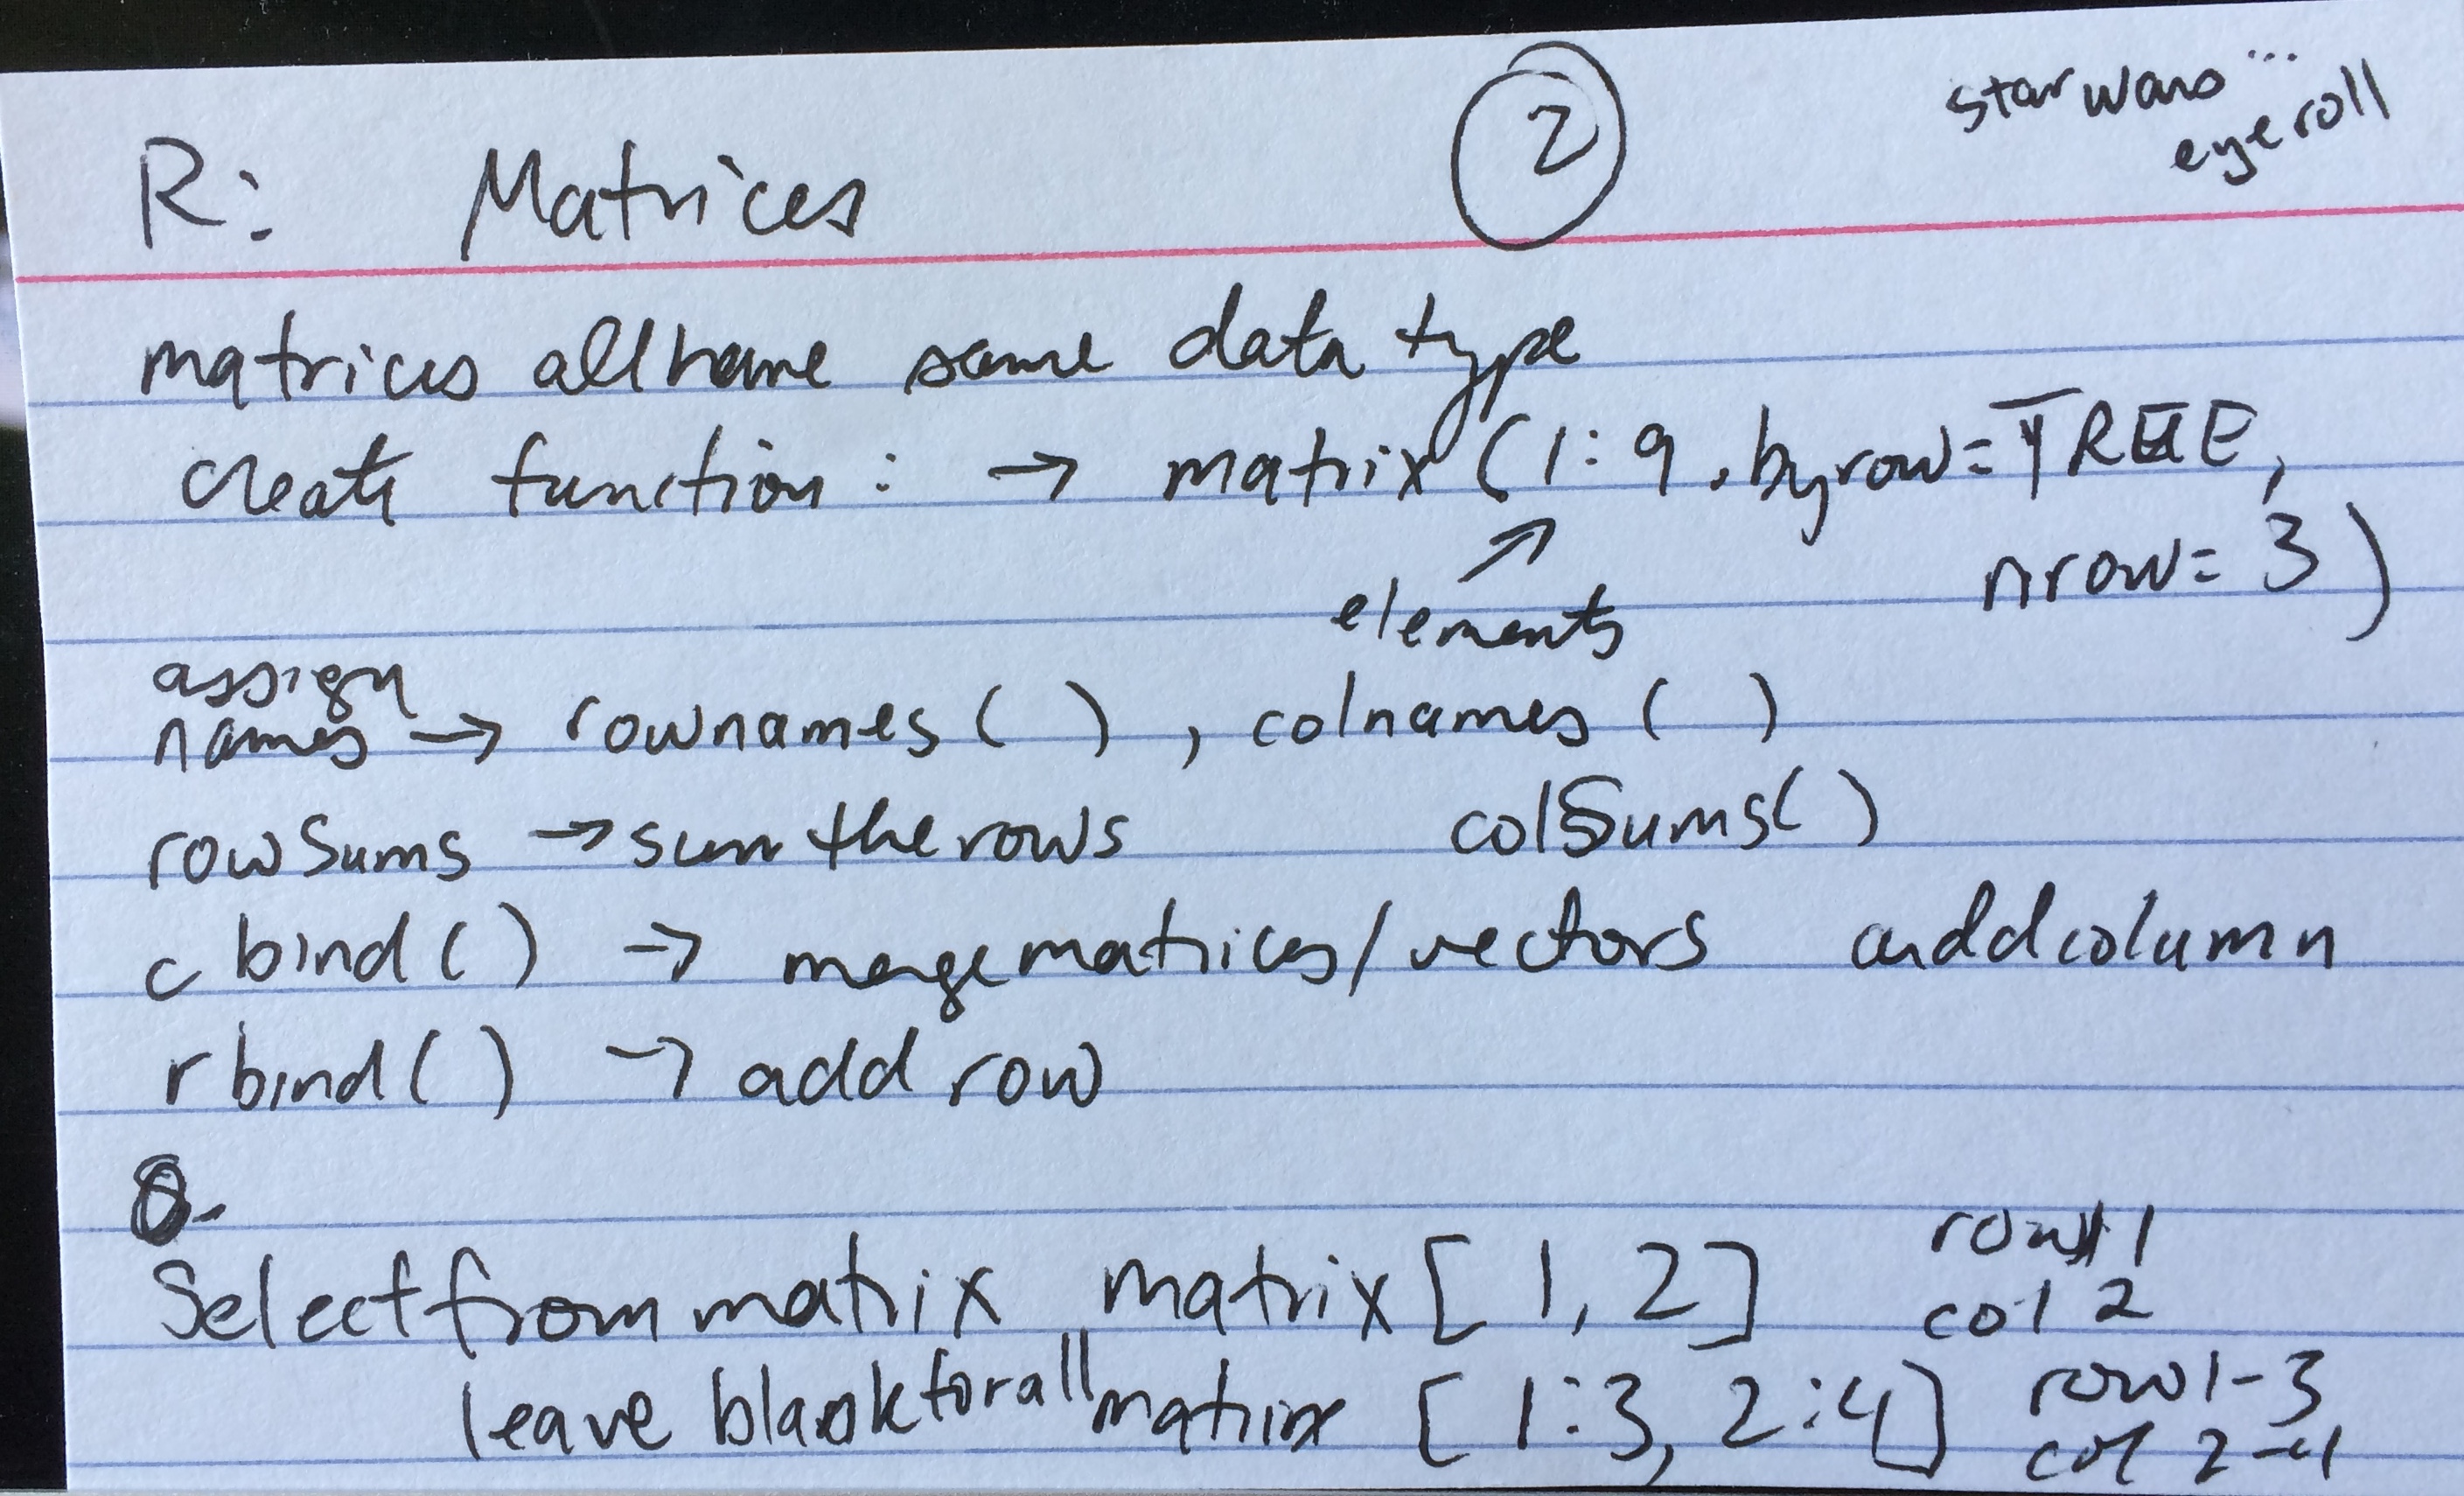 R: Matrices 2 star wars ...
eyeroll
matrices all have same data type
create function: → matrix (1:9, byrow=TRUE,
nrow=3)
elements
assign
names → rownames ( ) , colnames ( )
rowSums → sum the rows colSums()
cbind() → merge matrices/vectors add column
rbind() → add row
Select from matrix matrix [1, 2] row 1
col 2
leave blank for all matrix [1:3, 2:4] row 1-3
col 2-4